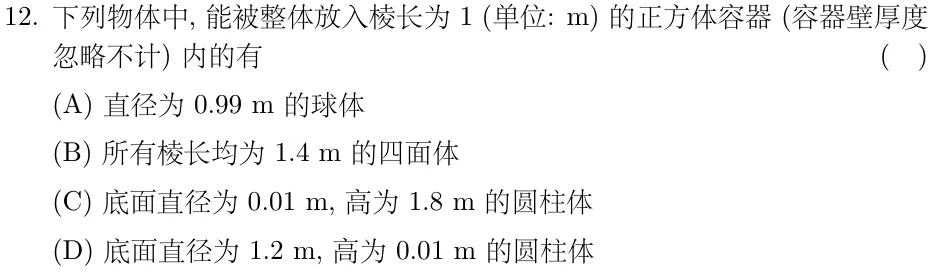 12. 下列物体中, 能被整体放入棱长为 1 (单位: m) 的正方体容器 (容器壁厚度
忽略不计) 内的有 ( )
(A) 直径为 0.99 m 的球体
(B) 所有棱长均为 1.4 m 的四面体
(C) 底面直径为 0.01 m, 高为 1.8 m 的圆柱体
(D) 底面直径为 1.2 m, 高为 0.01 m 的圆柱体